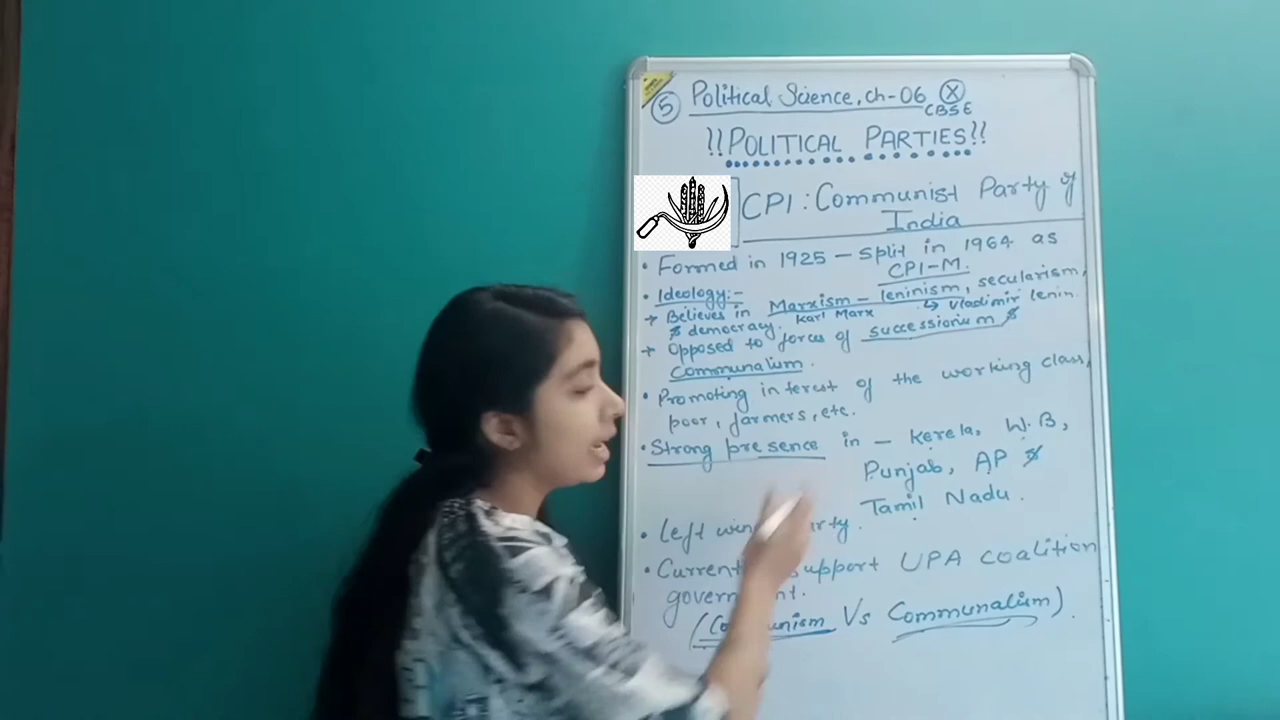 5 Political Science, ch-06 X
CBSE
!!POLITICAL PARTIES!!
CPI : Communist Party of
India
• Formed in 1925 – Split in 1964 as
CPI-M.
• Ideology:-
→ Believes in Marxism – leninism, secularism,
Karl Marx ↳ Vladimir Lenin.
& democracy.
→ Opposed to forces of successionism &
Communalism.
• Promoting interest of the working class,
poor, farmers, etc.
• Strong presence in – Kerela, W.B,
Punjab, AP &
Tamil Nadu.
• Left
• support UPA coalition
(Communism Vs Communalism).